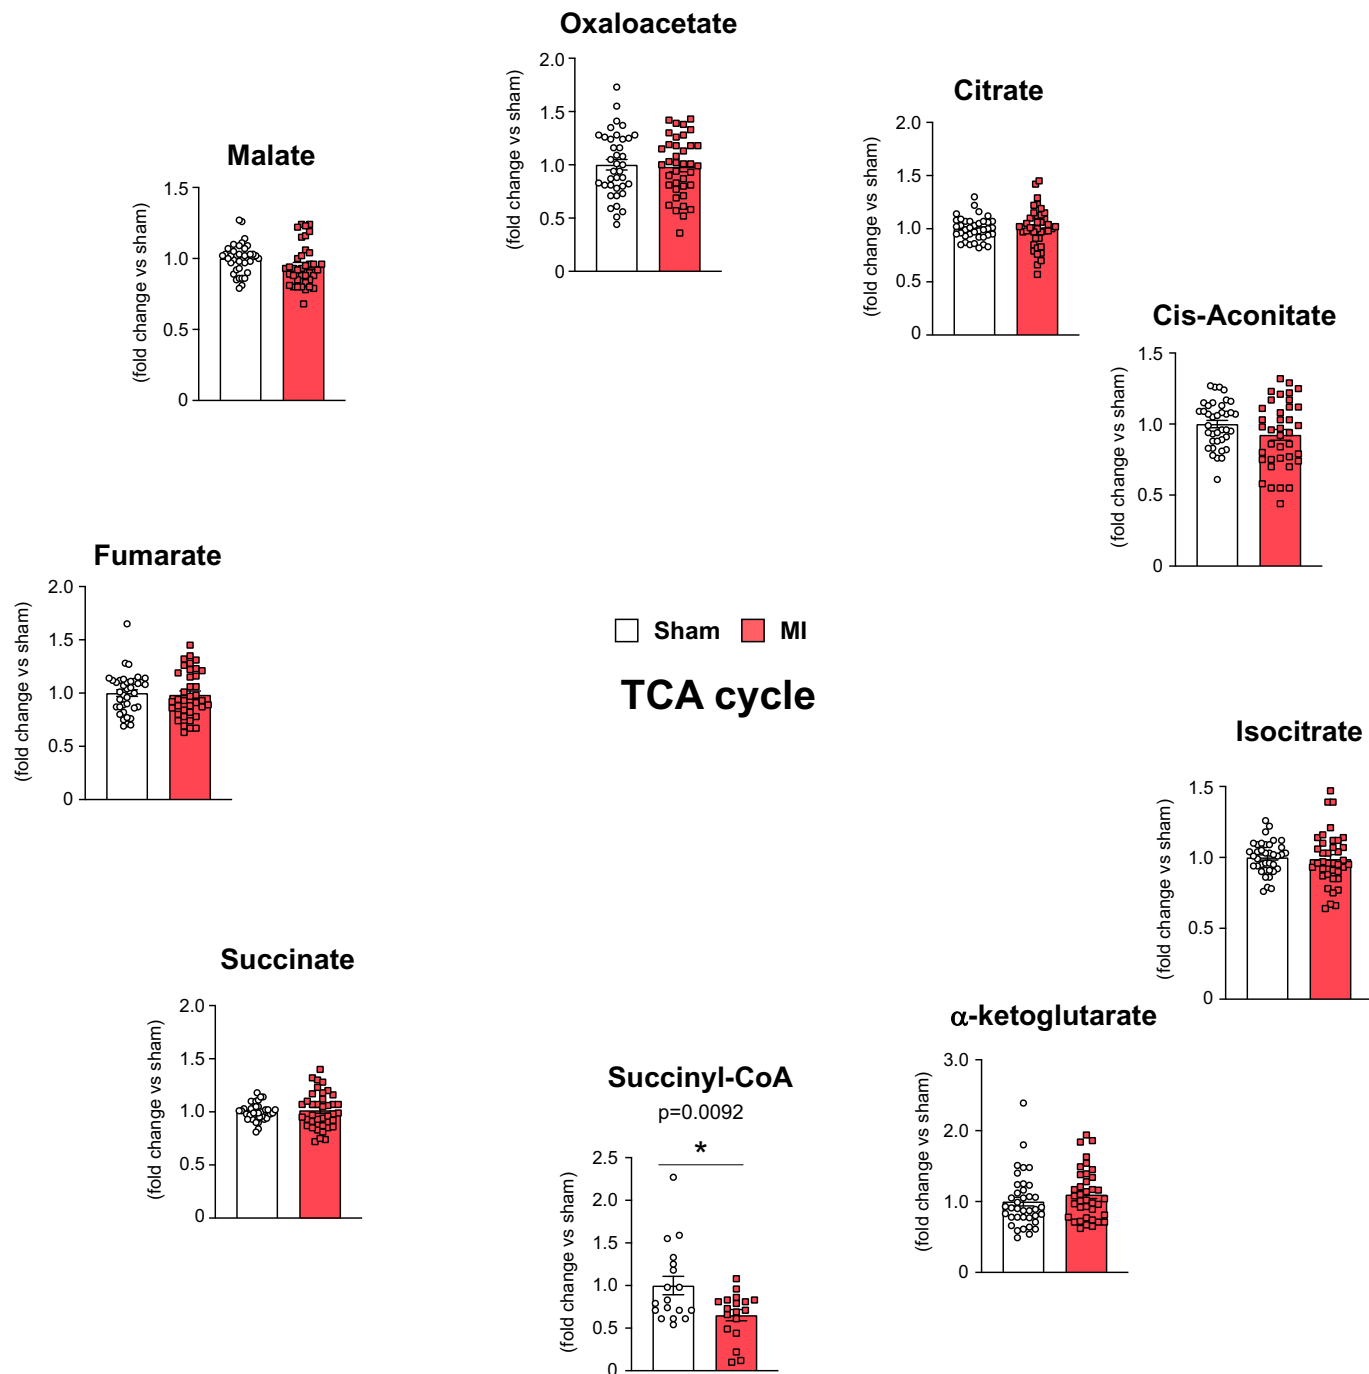 Oxaloacetate
(fold change vs sham)
2.0
1.5
1.0
0.5
0
Citrate
(fold change vs sham)
2.0
1.5
1.0
0.5
0
Malate
(fold change vs sham)
1.5
1.0
0.5
0
Cis-Aconitate
(fold change vs sham)
1.5
1.0
0.5
0
Fumarate
(fold change vs sham)
2.0
1.5
1.0
0.5
0
Sham MI
TCA cycle
Isocitrate
(fold change vs sham)
1.5
1.0
0.5
0
Succinate
(fold change vs sham)
2.0
1.5
1.0
0.5
0
α-ketoglutarate
(fold change vs sham)
3.0
2.0
1.0
0
Succinyl-CoA
p=0.0092
*
(fold change vs sham)
2.5
2.0
1.5
1.0
0.5
0